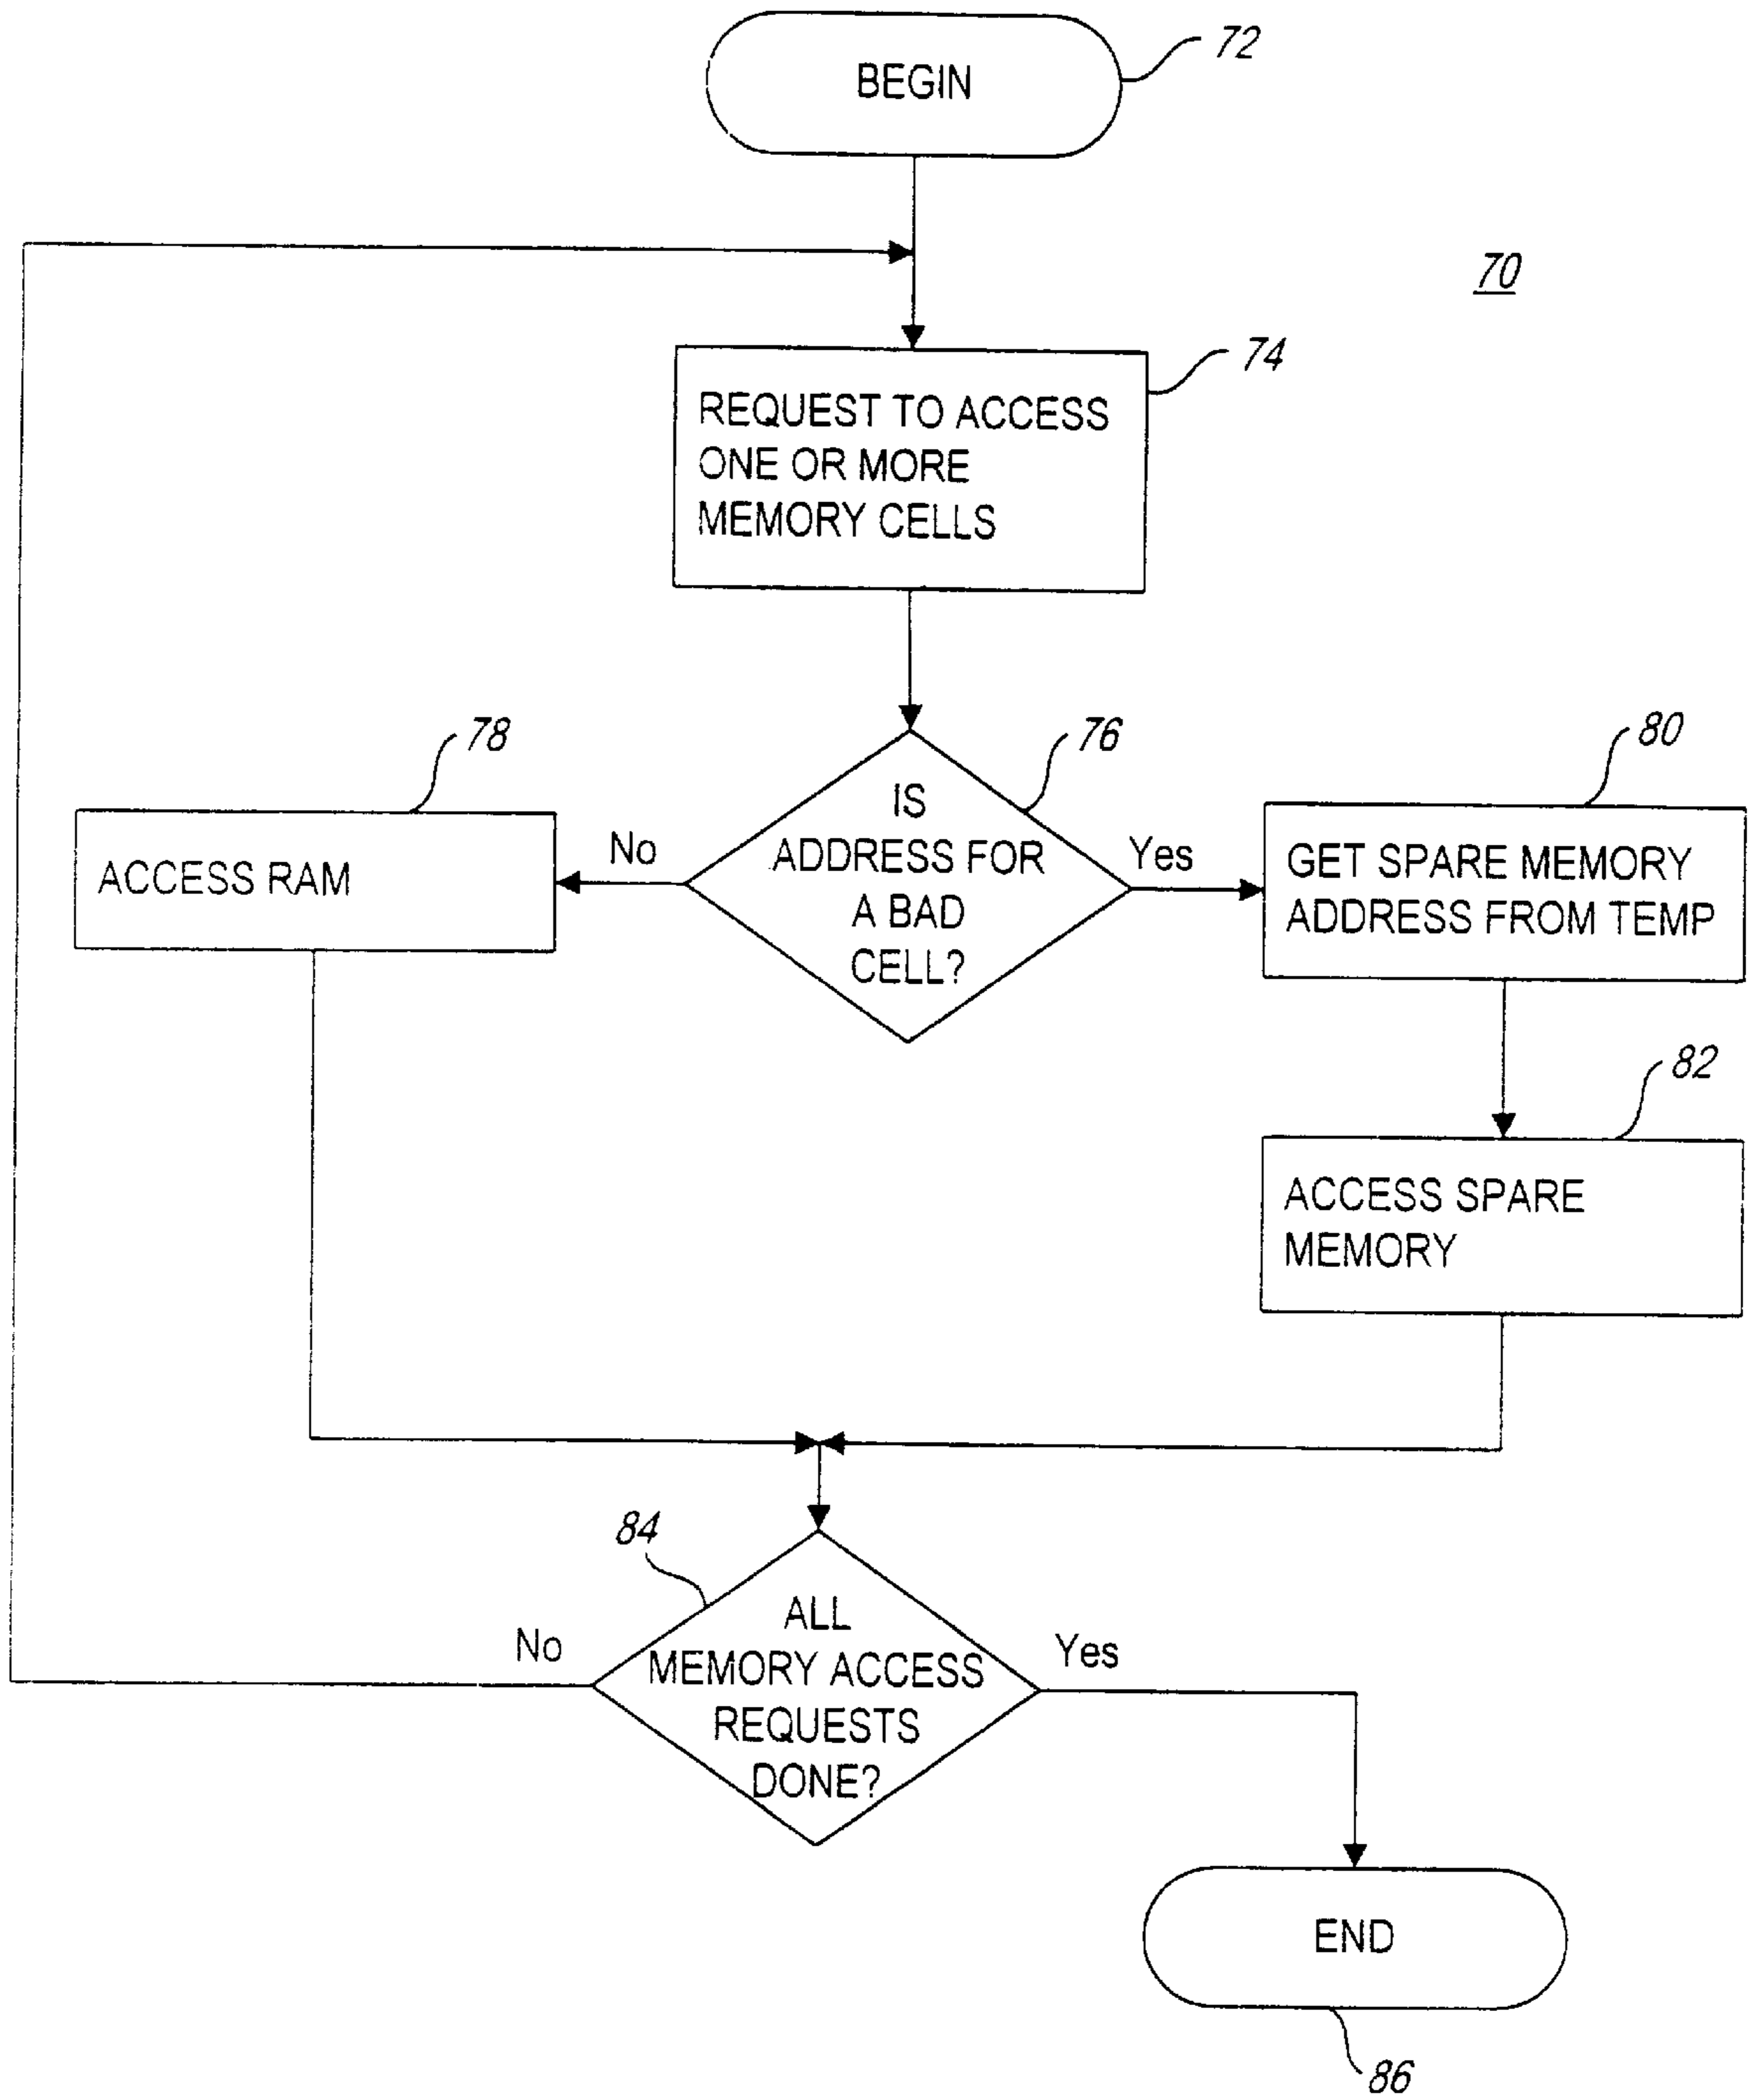 BEGIN
72
70
74
REQUEST TO ACCESS
ONE OR MORE
MEMORY CELLS
78
76
80
IS
ADDRESS FOR
A BAD
CELL?
No
Yes
ACCESS RAM
GET SPARE MEMORY
ADDRESS FROM TEMP
82
ACCESS SPARE
MEMORY
84
ALL
MEMORY ACCESS
REQUESTS
DONE?
No
Yes
END
86